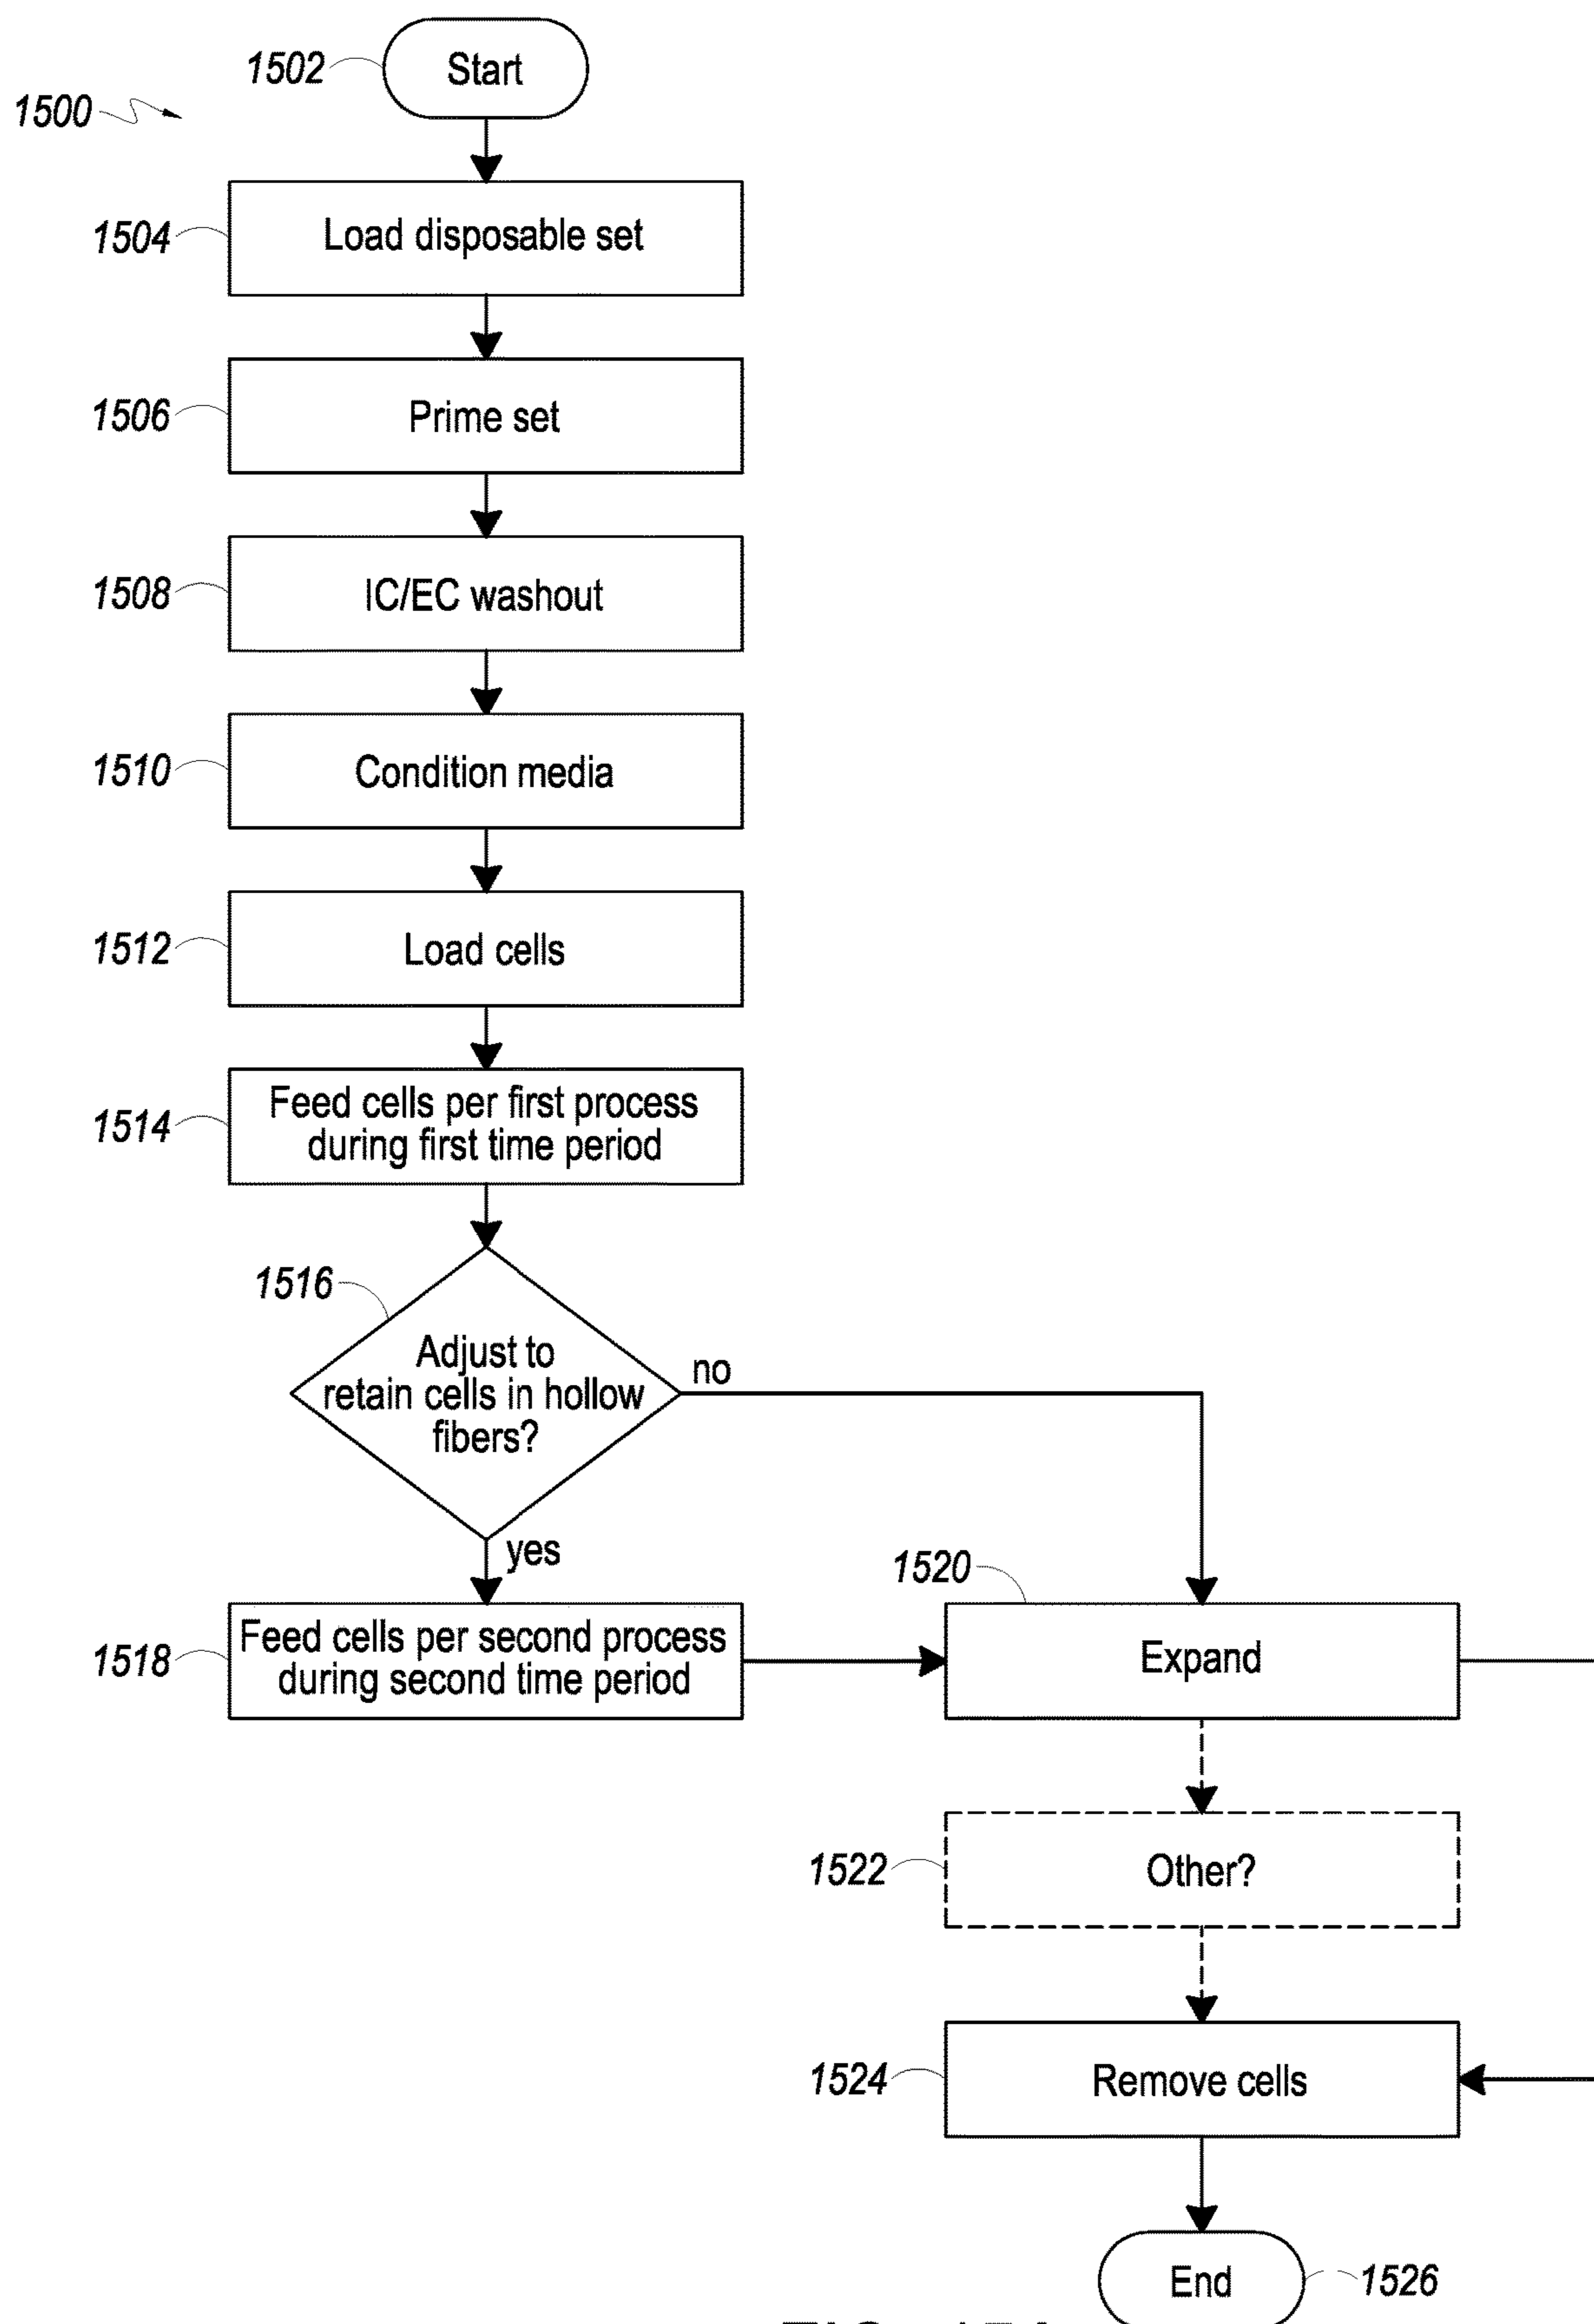 1502
Start
1500
1504
Load disposable set
1506
Prime set
1508
IC/EC washout
1510
Condition media
1512
Load cells
1514
Feed cells per first process
during first time period
1516
Adjust to
retain cells in hollow
fibers?
no
yes
1518
Feed cells per second process
during second time period
1520
Expand
1522
Other?
1524
Remove cells
End
1526